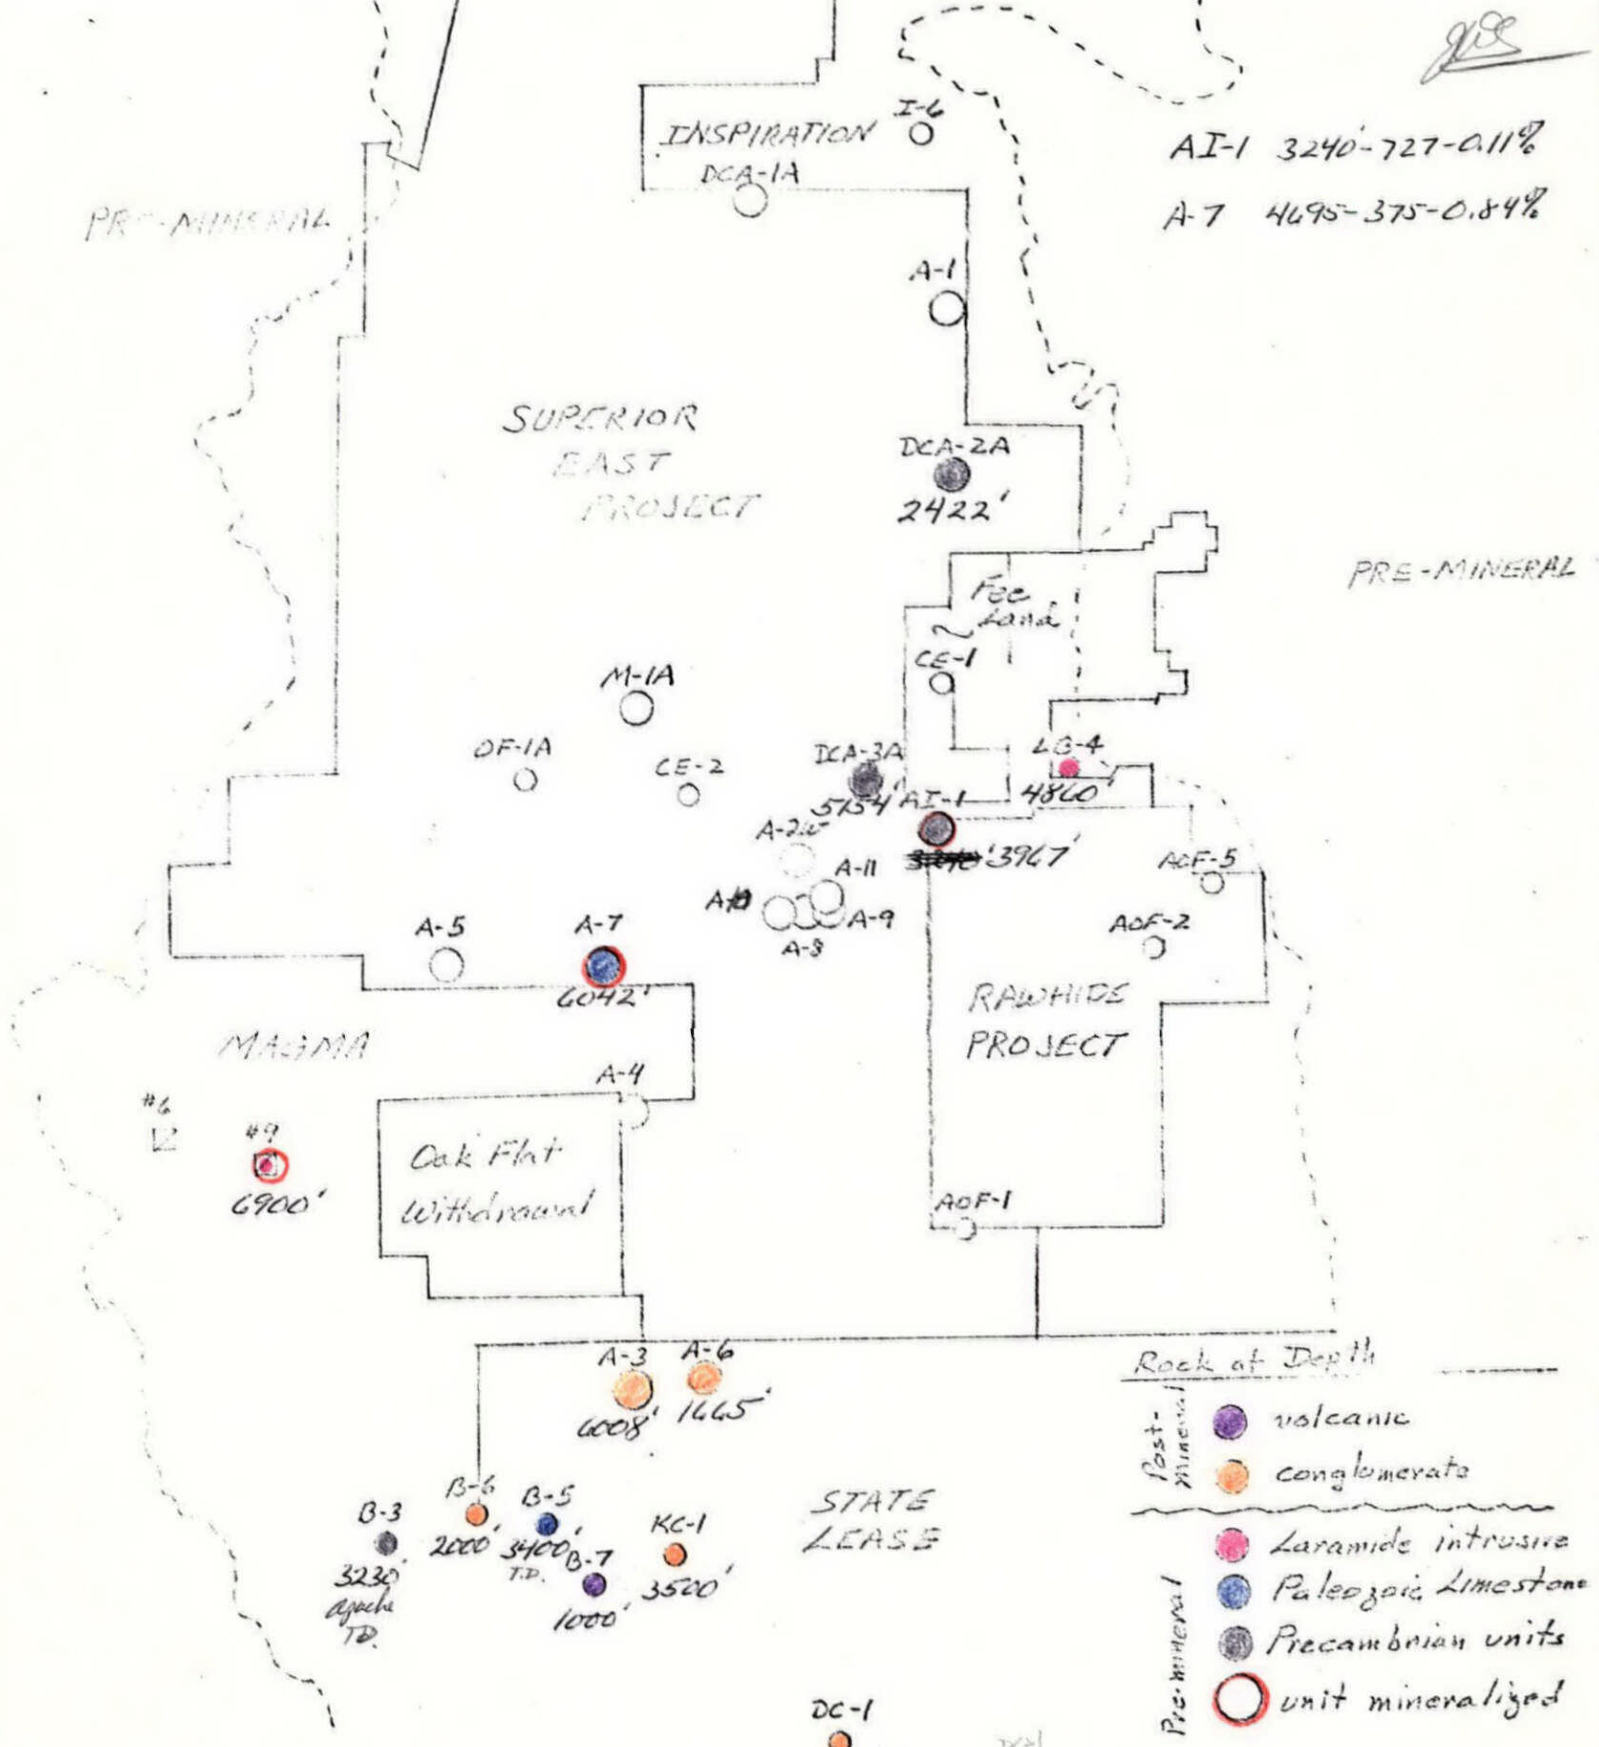 I-6
INSPIRATION
AI-1 3240'-727-0.11%
DCA-1A
A-7 4695-375-0.84%
PRE-MINERAL
A-1
SUPERIOR
EAST
PROJECT
DCA-2A
2422'
PRE-MINERAL
Fee
Land
CE-1
M-1A
OF-1A
CE-2
DCA-3A
5154'
LB-4
4860'
AI-1
3967'
A-11
A-9
A-8
AOF-5
AOF-2
A-5
A-7
6042'
RAWHIDE
PROJECT
MAGMA
A-4
#6
#9
6900'
Oak Flat
Withdrawal
AOF-1
A-3
6008'
A-6
1665'
B-6
2000'
B-5
3400'
T.D.
B-3
3230'
Apache
T.D.
B-7
1000'
KC-1
3500'
STATE
LEASE
DC-1
Rock at Depth
Post-
mineral
volcanic
conglomerate
Pre-mineral
Laramide intrusive
Paleozoic Limestone
Precambrian units
unit mineralized